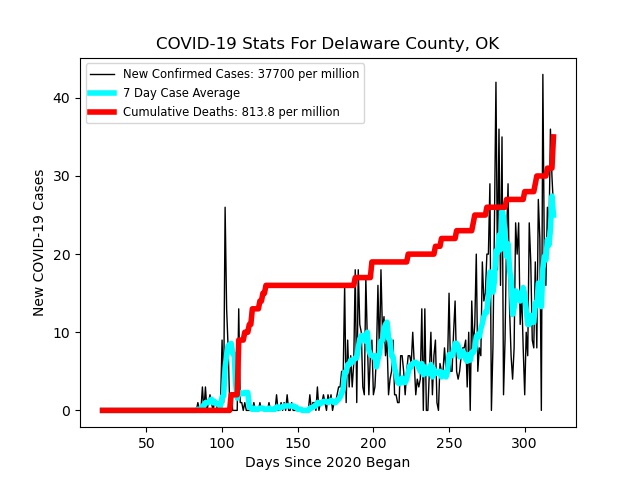 COVID-19 Stats For Delaware County, OK
New Confirmed Cases: 37700 per million
7 Day Case Average
Cumulative Deaths: 813.8 per million
40
30
20
10
0
New COVID-19 Cases
50 100 150 200 250 300
Days Since 2020 Began